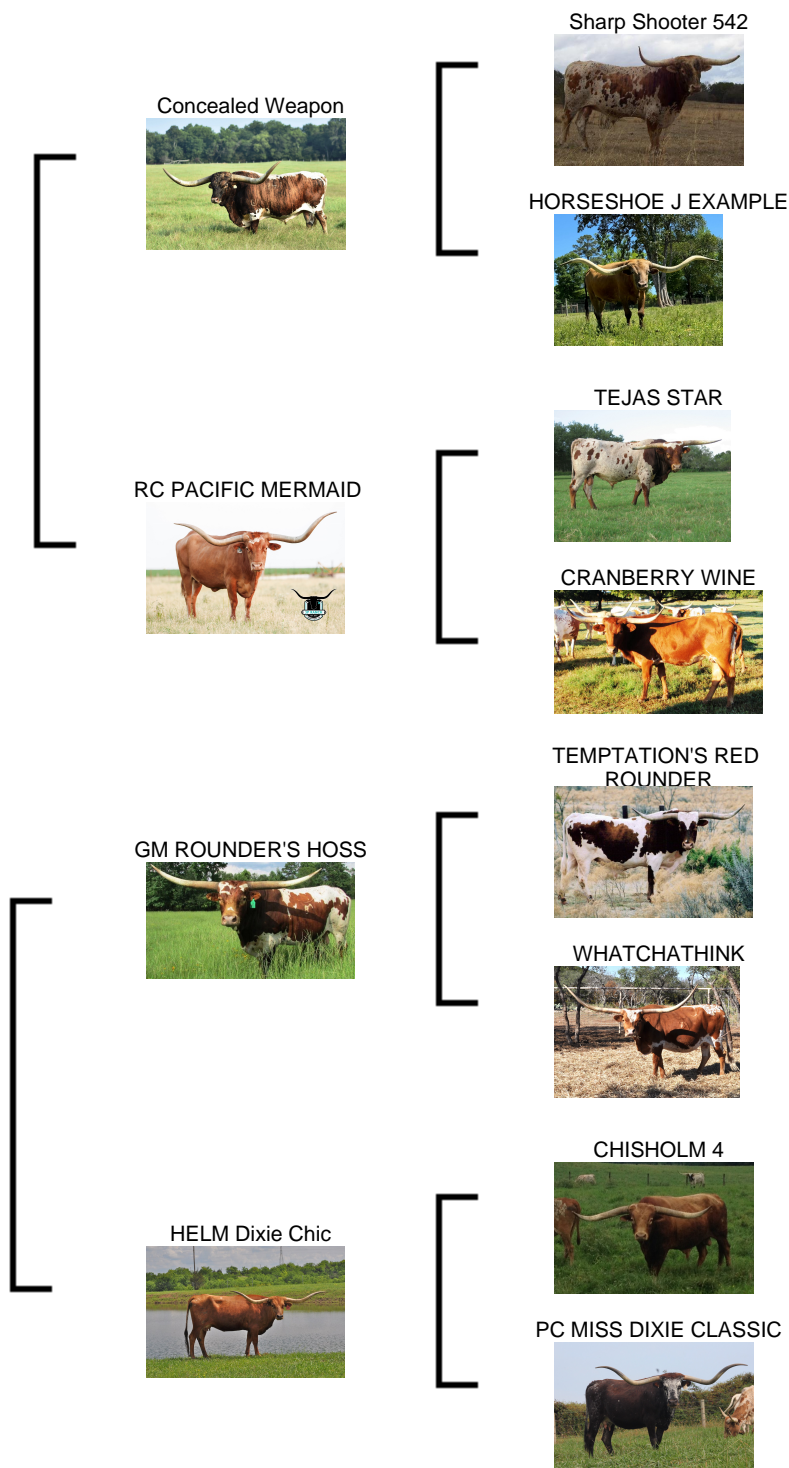 Sharp Shooter 542
Concealed Weapon
HORSESHOE J EXAMPLE
TEJAS STAR
RC PACIFIC MERMAID
CRANBERRY WINE
TEMPTATION'S RED
ROUNDER
GM ROUNDER'S HOSS
WHATCHATHINK
CHISHOLM 4
HELM Dixie Chic
PC MISS DIXIE CLASSIC